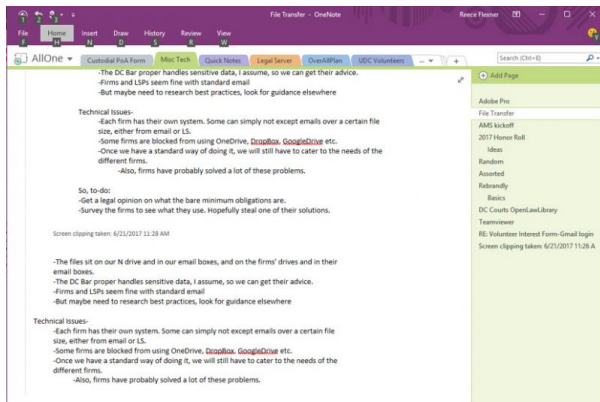 File Transfer - OneNote
Reece Flexner
File Home Insert Draw History Review View
F H N D S R W
AllOne
Custodial PoA Form Misc Tech Quick Notes Legal Server OverAllPlan UDC Volunteers
Search (Ctrl+E)
-The DC Bar proper handles sensitive data, I assume, so we can get their advice.
-Firms and LSPs seem fine with standard email
-But maybe need to research best practices, look for guidance elsewhere
Technical Issues-
-Each firm has their own system. Some can simply not except emails over a certain file
size, either from email or LS.
-Some firms are blocked from using OneDrive, DropBox, GoogleDrive etc.
-Once we have a standard way of doing it, we will still have to cater to the needs of the
different firms.
-Also, firms have probably solved a lot of these problems.
So, to-do:
-Get a legal opinion on what the bare minimum obligations are.
-Survey the firms to see what they use. Hopefully steal one of their solutions.
Screen clipping taken: 6/21/2017 11:28 AM
-The files sit on our N drive and in our email boxes, and on the firms' drives and in their
email boxes.
-The DC Bar proper handles sensitive data, I assume, so we can get their advice.
-Firms and LSPs seem fine with standard email
-But maybe need to research best practices, look for guidance elsewhere
Technical Issues-
-Each firm has their own system. Some can simply not except emails over a certain file
size, either from email or LS.
-Some firms are blocked from using OneDrive, DropBox, GoogleDrive etc.
-Once we have a standard way of doing it, we will still have to cater to the needs of the
different firms.
-Also, firms have probably solved a lot of these problems.
Add Page
Adobe Pro
File Transfer
AMS kickoff
2017 Honor Roll
Ideas
Random
Assorted
Rebrandly
Basics
DC Courts OpenLawLibrary
Teamviewer
RE: Volunteer Interest Form-Gmail login
Screen clipping taken: 6/21/2017 11:26 A